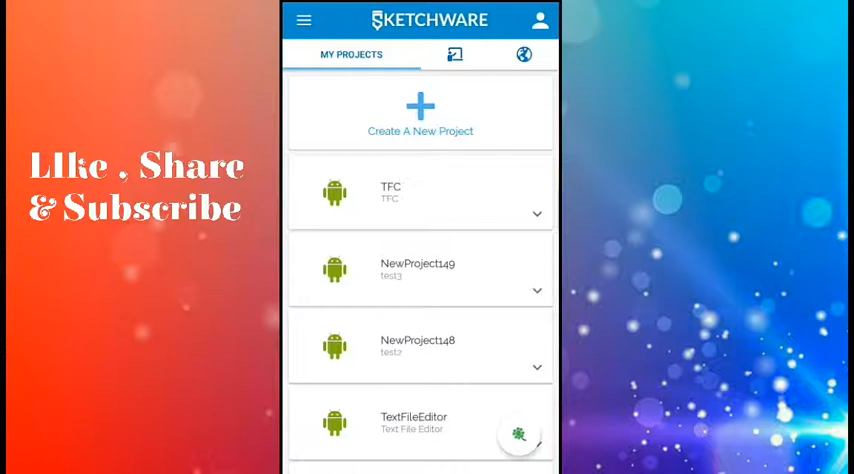 SKETCHWARE
MY PROJECTS
LIke , Share
& Subscribe
Create A New Project
TFC
TFC
NewProject149
test3
NewProject148
test2
TextFileEditor
Text File Editor